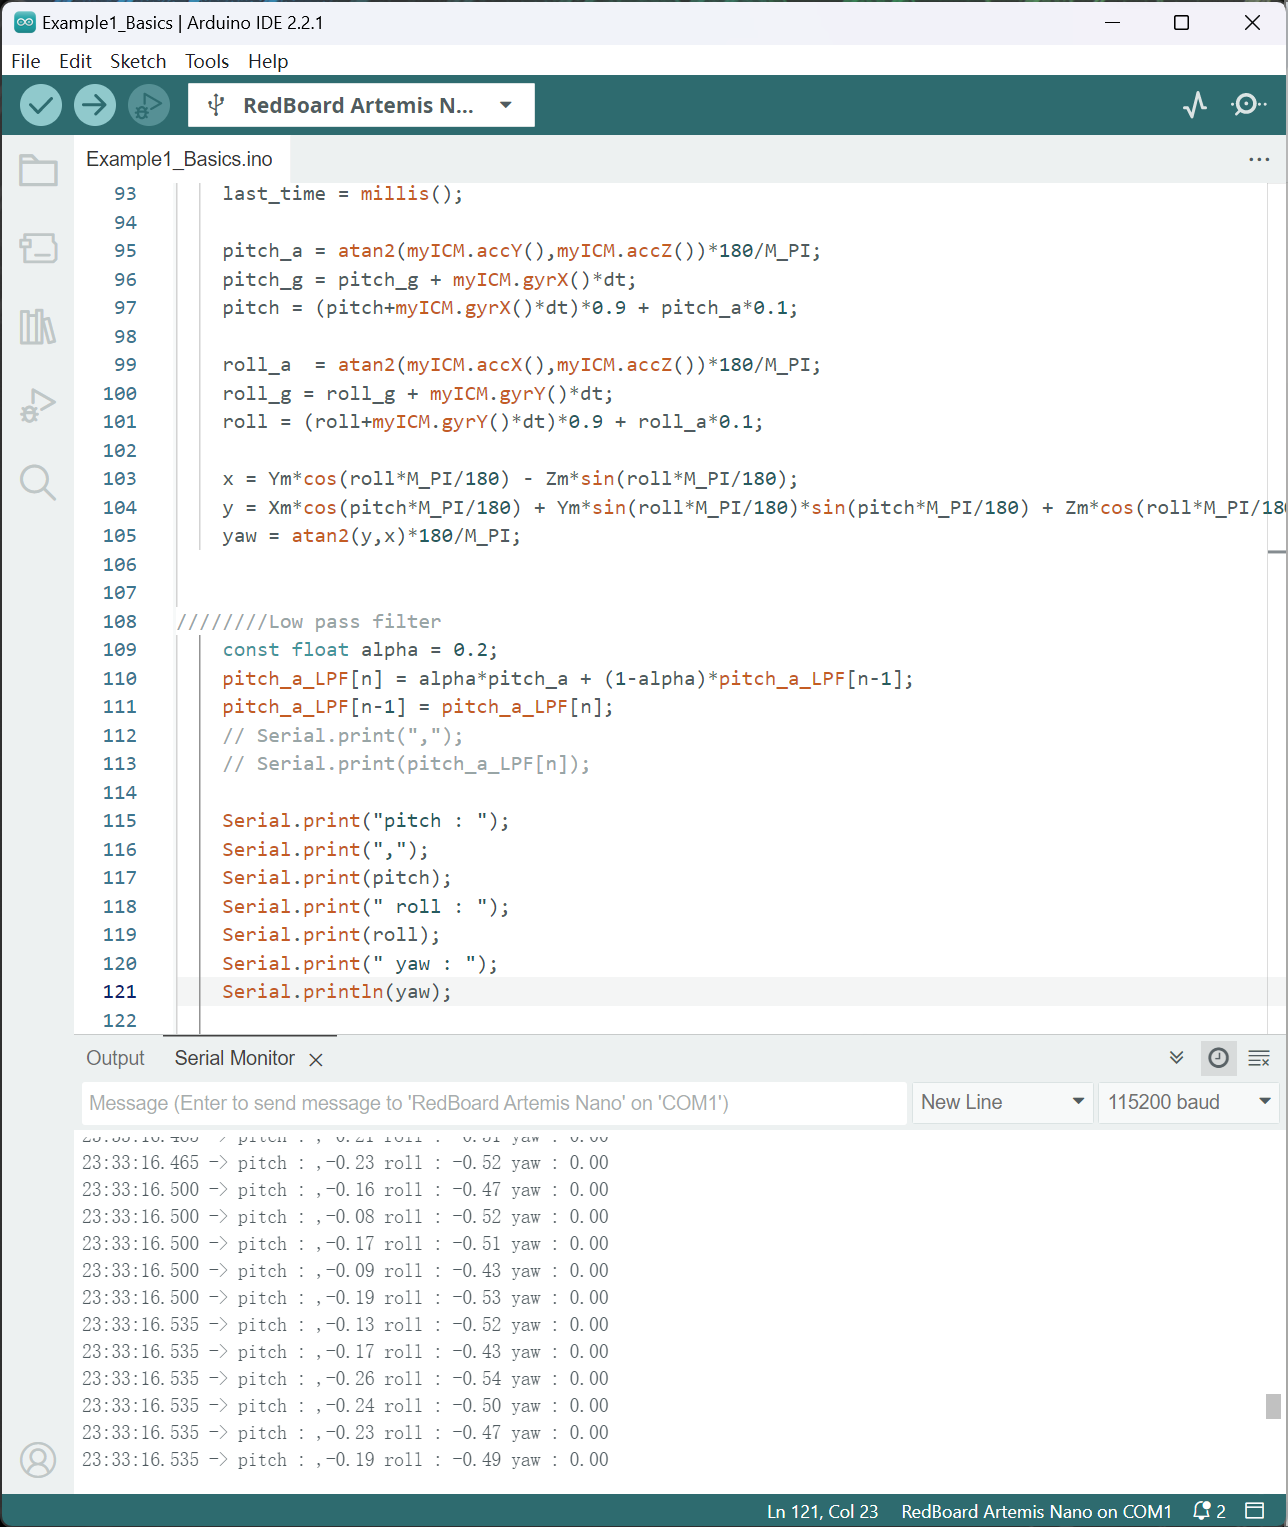 Example1_Basics | Arduino IDE 2.2.1
File Edit Sketch Tools Help
RedBoard Artemis N...
Example1_Basics.ino
93 last_time = millis();
94
95 pitch_a = atan2(myICM.accY(),myICM.accZ())*180/M_PI;
96 pitch_g = pitch_g + myICM.gyrX()*dt;
97 pitch = (pitch+myICM.gyrX()*dt)*0.9 + pitch_a*0.1;
98
99 roll_a  = atan2(myICM.accX(),myICM.accZ())*180/M_PI;
100 roll_g = roll_g + myICM.gyrY()*dt;
101 roll = (roll+myICM.gyrY()*dt)*0.9 + roll_a*0.1;
102
103 x = Ym*cos(roll*M_PI/180) - Zm*sin(roll*M_PI/180);
104 y = Xm*cos(pitch*M_PI/180) + Ym*sin(roll*M_PI/180)*sin(pitch*M_PI/180) + Zm*cos(roll*M_PI/18
105 yaw = atan2(y,x)*180/M_PI;
106
107
108 ////////Low pass filter
109 const float alpha = 0.2;
110 pitch_a_LPF[n] = alpha*pitch_a + (1-alpha)*pitch_a_LPF[n-1];
111 pitch_a_LPF[n-1] = pitch_a_LPF[n];
112 // Serial.print(",");
113 // Serial.print(pitch_a_LPF[n]);
114
115 Serial.print("pitch : ");
116 Serial.print(",");
117 Serial.print(pitch);
118 Serial.print(" roll : ");
119 Serial.print(roll);
120 Serial.print(" yaw : ");
121 Serial.println(yaw);
122
Output Serial Monitor
Message (Enter to send message to 'RedBoard Artemis Nano' on 'COM1') New Line 115200 baud
23:33:16.465 -> pitch : ,-0.21 roll : -0.51 yaw : 0.00
23:33:16.465 -> pitch : ,-0.23 roll : -0.52 yaw : 0.00
23:33:16.500 -> pitch : ,-0.16 roll : -0.47 yaw : 0.00
23:33:16.500 -> pitch : ,-0.08 roll : -0.52 yaw : 0.00
23:33:16.500 -> pitch : ,-0.17 roll : -0.51 yaw : 0.00
23:33:16.500 -> pitch : ,-0.09 roll : -0.43 yaw : 0.00
23:33:16.500 -> pitch : ,-0.19 roll : -0.53 yaw : 0.00
23:33:16.535 -> pitch : ,-0.13 roll : -0.52 yaw : 0.00
23:33:16.535 -> pitch : ,-0.17 roll : -0.43 yaw : 0.00
23:33:16.535 -> pitch : ,-0.26 roll : -0.54 yaw : 0.00
23:33:16.535 -> pitch : ,-0.24 roll : -0.50 yaw : 0.00
23:33:16.535 -> pitch : ,-0.23 roll : -0.47 yaw : 0.00
23:33:16.535 -> pitch : ,-0.19 roll : -0.49 yaw : 0.00
Ln 121, Col 23 RedBoard Artemis Nano on COM1 2